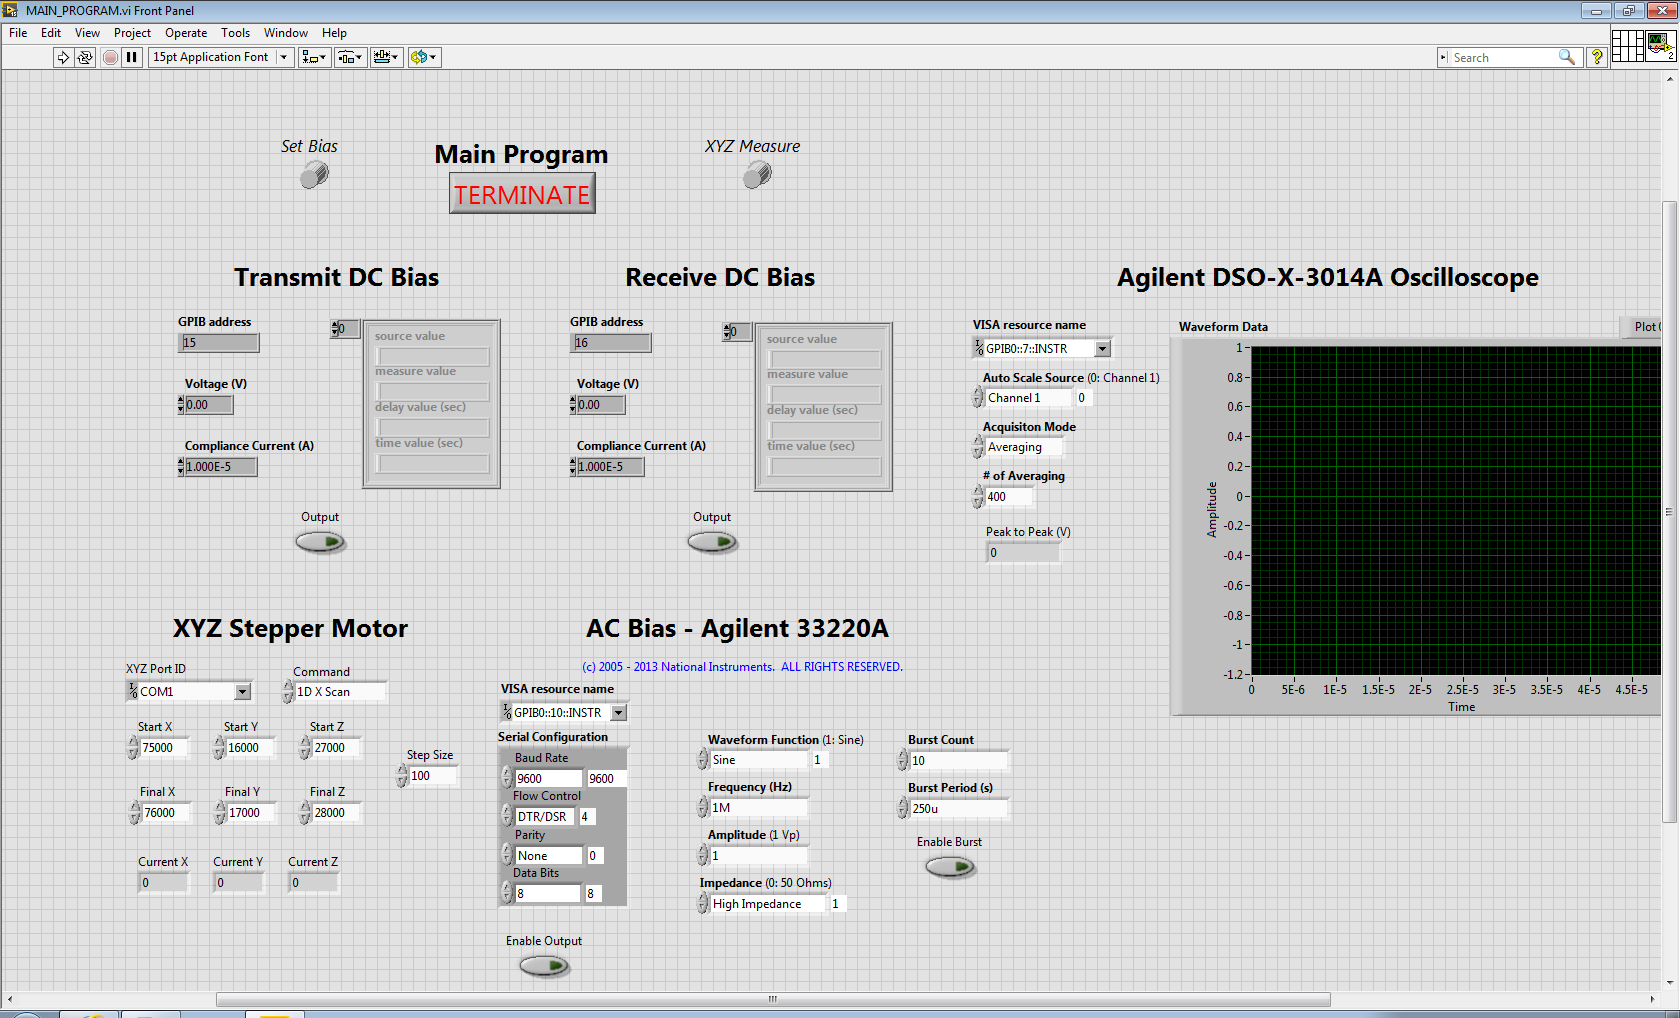 MAIN_PROGRAM.vi Front Panel
File Edit View Project Operate Tools Window Help
15pt Application Font
Search
?
2
Set Bias
Main Program
XYZ Measure
TERMINATE
Transmit DC Bias
GPIB address
15
0
source value
measure value
delay value (sec)
time value (sec)
Voltage (V)
0.00
Compliance Current (A)
1.000E-5
Output
Receive DC Bias
GPIB address
16
0
source value
measure value
delay value (sec)
time value (sec)
Voltage (V)
0.00
Compliance Current (A)
1.000E-5
Output
Agilent DSO-X-3014A Oscilloscope
VISA resource name
GPIB0::7::INSTR
Auto Scale Source (0: Channel 1)
Channel 1 0
Acquisiton Mode
Averaging
# of Averaging
400
Peak to Peak (V)
0
Waveform Data
Plot
1
0.8
0.6
0.4
0.2
0
-0.2
-0.4
-0.6
-0.8
-1
-1.2
Amplitude
0 5E-6 1E-5 1.5E-5 2E-5 2.5E-5 3E-5 3.5E-5 4E-5 4.5E-5
Time
XYZ Stepper Motor
XYZ Port ID
COM1
Command
1D X Scan
Start X Start Y Start Z
75000 16000 27000
Step Size
100
Final X Final Y Final Z
76000 17000 28000
Current X Current Y Current Z
0 0 0
AC Bias - Agilent 33220A
(c) 2005 - 2013 National Instruments. ALL RIGHTS RESERVED.
VISA resource name
GPIB0::10::INSTR
Serial Configuration
Baud Rate
9600 9600
Flow Control
DTR/DSR 4
Parity
None 0
Data Bits
8 8
Enable Output
Waveform Function (1: Sine)
Sine 1
Frequency (Hz)
1M
Amplitude (1 Vp)
1
Impedance (0: 50 Ohms)
High Impedance 1
Burst Count
10
Burst Period (s)
250u
Enable Burst